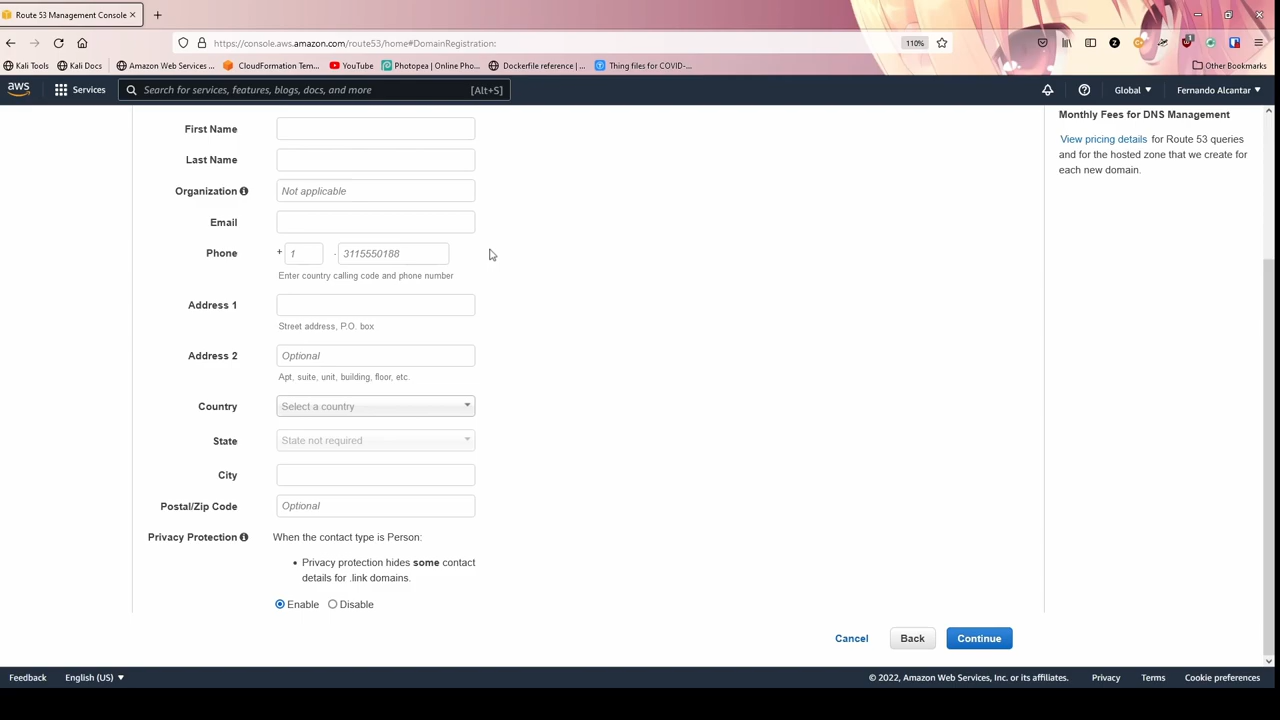 Route 53 Management Console
https://console.aws.amazon.com/route53/home#DomainRegistration:
110%
Kali Tools
Kali Docs
Amazon Web Services ...
CloudFormation Tem...
YouTube
Photopea | Online Pho...
Dockerfile reference | ...
Thing files for COVID-...
Other Bookmarks
aws
Services
Search for services, features, blogs, docs, and more
[Alt+S]
Global
Fernando Alcantar
First Name
Last Name
Organization
Not applicable
Email
Phone
+
1
-
3115550188
Enter country calling code and phone number
Address 1
Street address, P.O. box
Address 2
Optional
Apt, suite, unit, building, floor, etc.
Country
Select a country
State
State not required
City
Postal/Zip Code
Optional
Privacy Protection
When the contact type is Person:
• Privacy protection hides some contact
details for .link domains.
Enable
Disable
Monthly Fees for DNS Management
View pricing details for Route 53 queries
and for the hosted zone that we create for
each new domain.
Cancel
Back
Continue
Feedback
English (US)
© 2022, Amazon Web Services, Inc. or its affiliates.
Privacy
Terms
Cookie preferences